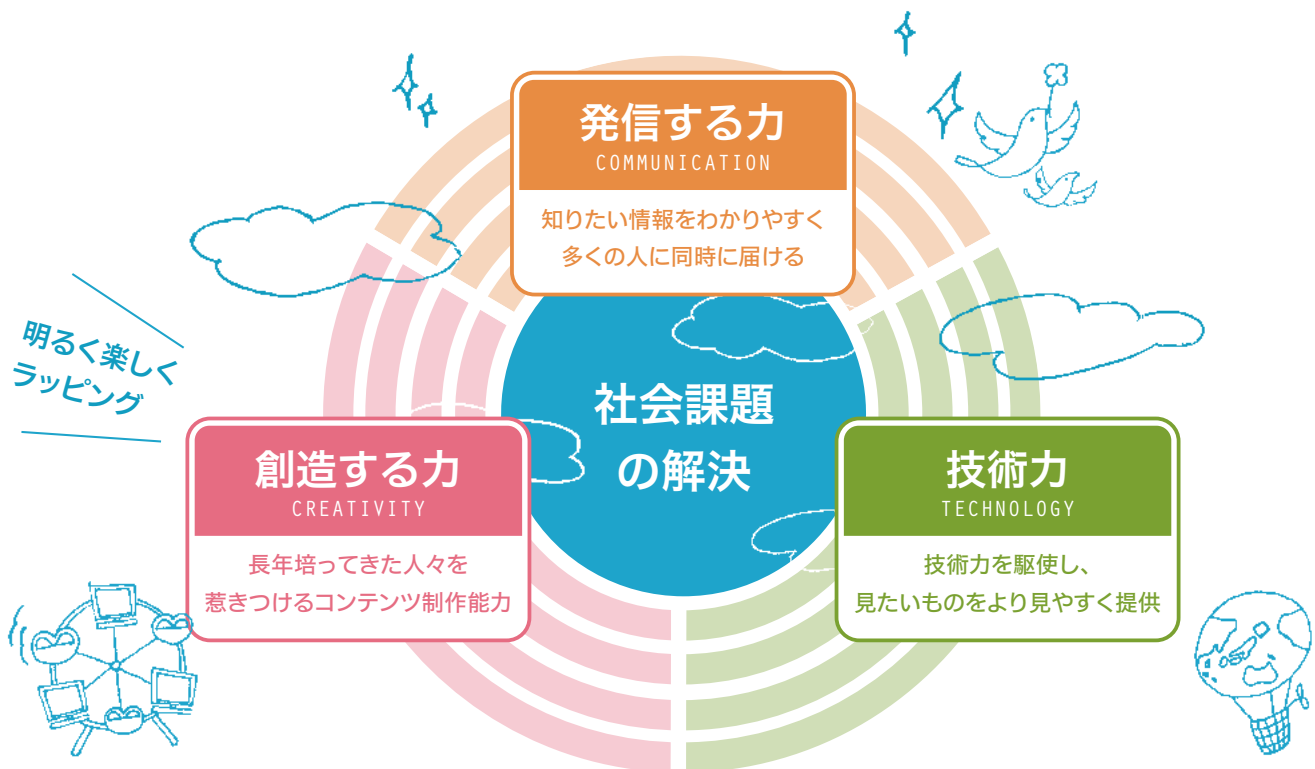 発信する力
COMMUNICATION
知りたい情報をわかりやすく
多くの人に同時に届ける
明るく楽しく
ラッピング
社会課題
の解決
創造する力
CREATIVITY
長年培ってきた人々を
惹きつけるコンテンツ制作能力
技術力
TECHNOLOGY
技術力を駆使し、
見たいものをより見やすく提供